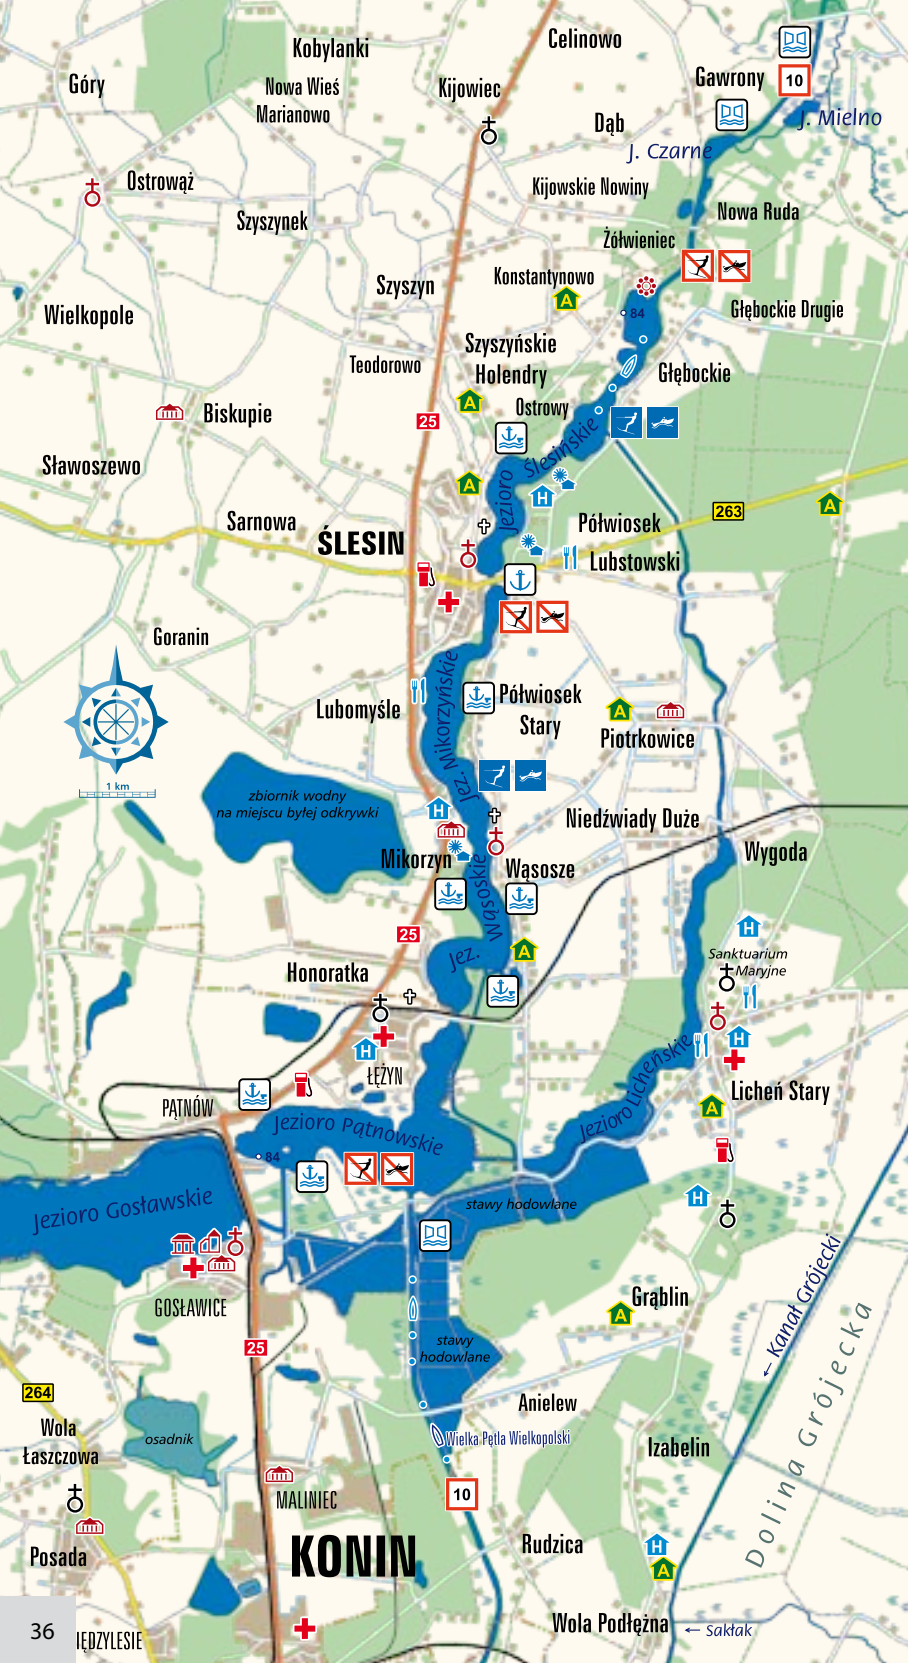 Celinowo
Kobylanki
Góry
Nowa Wieś
Marianowo
Kijowiec
Gawrony
10
J. Mielno
Dąb
J. Czarne
Ostrowąż
Kijowskie Nowiny
Szyszynek
Nowa Ruda
Żółwieniec
Szyszyn
Konstantynowo
A
84
Wielkopole
Głębockie Drugie
Szyszyńskie
Holendry
Teodorowo
Głębockie
A
Ostrowy
Biskupie
25
Jezioro Ślesińskie
Sławoszewo
A
H
A
263
Sarnowa
ŚLESIN
Półwiosek
Lubstowski
Goranin
Jez. Mikorzyńskie
Półwiosek
Stary
Lubomyśle
A
Piotrkowice
1 km
zbiornik wodny
na miejscu byłej odkrywki
H
Niedźwiady Duże
Mikorzyn
Wąsosze
Wygoda
Jez. Wąsoskie
25
H
A
Sanktuarium
Maryjne
Honoratka
H
H
ŁĘŻYN
Jezioro Licheńskie
Licheń Stary
A
PĄTNÓW
Jezioro Pątnowskie
84
H
Jezioro Gosławskie
stawy hodowlane
← Kanał Grójecki
GOSŁAWICE
Grąblin
A
Dolina Grójecka
25
stawy
hodowlane
264
Anielew
Wola
Łaszczowa
osadnik
Wielka Pętla Wielkopolski
Izabelin
MALINIEC
10
KONIN
Rudzica
H
A
Posada
Wola Podłężna
← Sakłak
36
IĘDZYLESIE